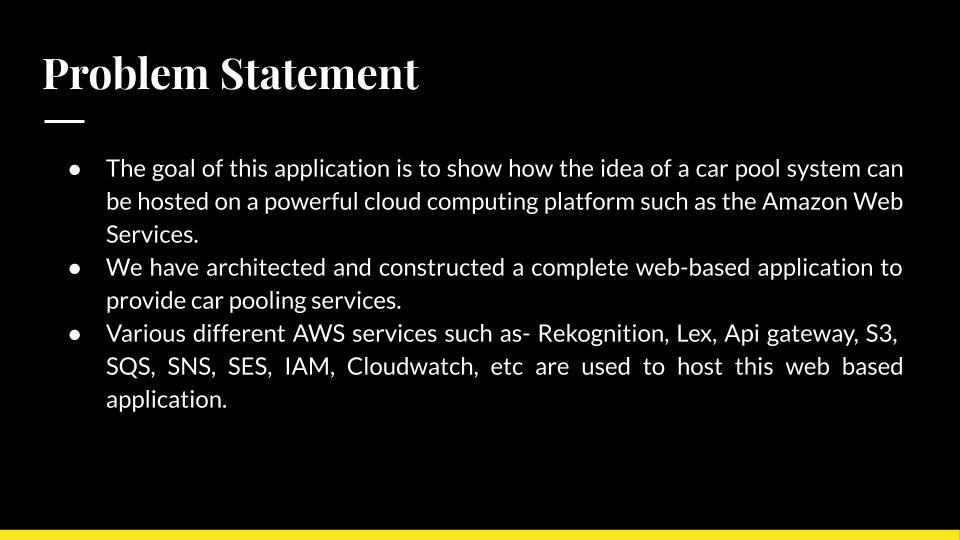 Problem Statement
● The goal of this application is to show how the idea of a car pool system can
be hosted on a powerful cloud computing platform such as the Amazon Web
Services.
● We have architected and constructed a complete web-based application to
provide car pooling services.
● Various different AWS services such as- Rekognition, Lex, Api gateway, S3,
SQS, SNS, SES, IAM, Cloudwatch, etc are used to host this web based
application.